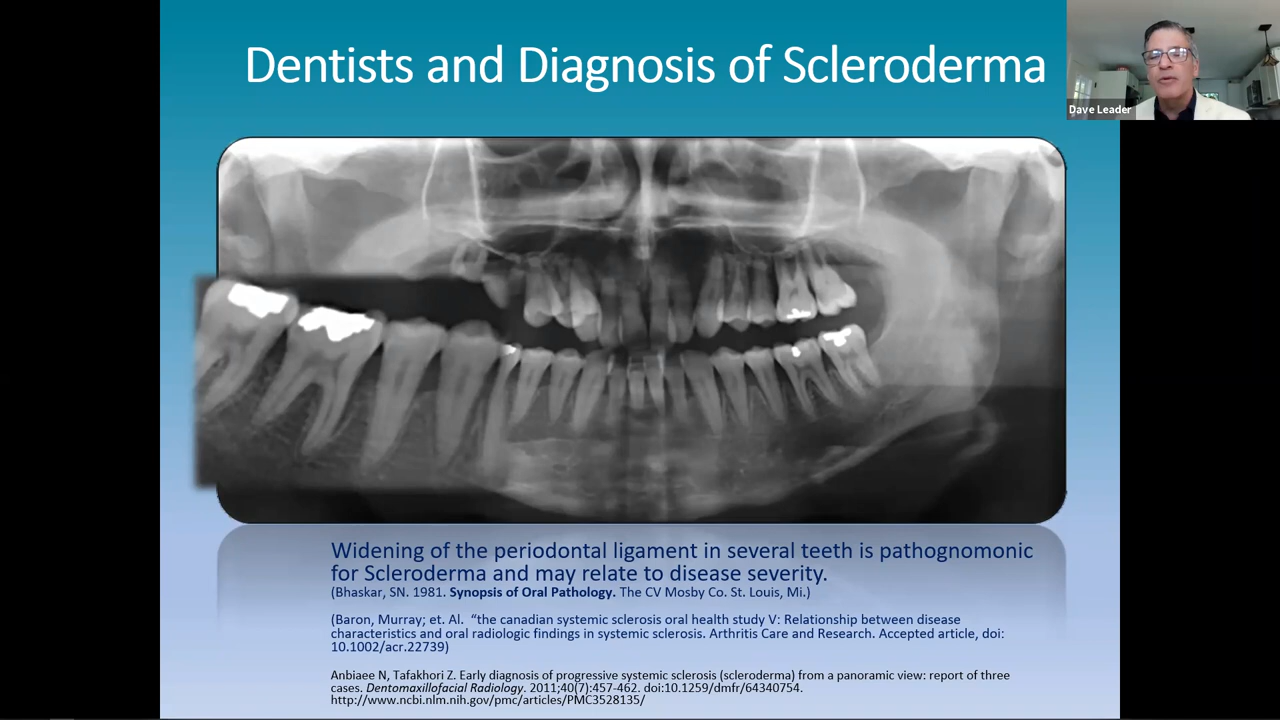 Dentists and Diagnosis of Scleroderma
Dave Leader
Widening of the periodontal ligament in several teeth is pathognomonic
for Scleroderma and may relate to disease severity.
(Bhaskar, SN. 1981. Synopsis of Oral Pathology. The CV Mosby Co. St. Louis, Mi.)
(Baron, Murray; et. Al.  “the canadian systemic sclerosis oral health study V: Relationship between disease
characteristics and oral radiologic findings in systemic sclerosis. Arthritis Care and Research. Accepted article, doi:
10.1002/acr.22739)
Anbiaee N, Tafakhori Z. Early diagnosis of progressive systemic sclerosis (scleroderma) from a panoramic view: report of three
cases. Dentomaxillofacial Radiology. 2011;40(7):457-462. doi:10.1259/dmfr/64340754.
http://www.ncbi.nlm.nih.gov/pmc/articles/PMC3528135/